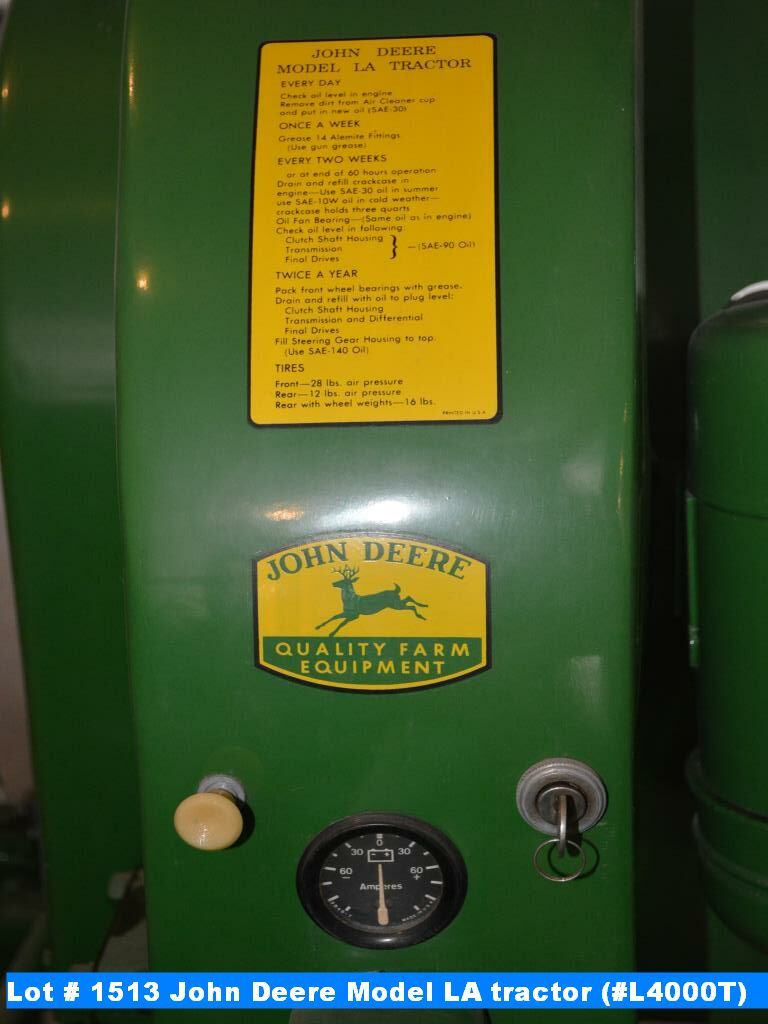 JOHN DEERE
MODEL LA TRACTOR
EVERY DAY
Check oil level in engine
Remove dirt from Air Cleaner cup
and put in new oil (SAE-30)
ONCE A WEEK
Grease 14 Alemite Fittings
(Use gun grease)
EVERY TWO WEEKS
or at end of 60 hours operation
Drain and refill crackcase in
engine—Use SAE-30 oil in summer
use SAE-10W oil in cold weather—
crackcase holds three quarts
Oil Fan Bearing—(Same oil as in engine)
Check oil level in following:
Clutch Shaft Housing
Transmission } — (SAE-90 Oil)
Final Drives
TWICE A YEAR
Pack front wheel bearings with grease.
Drain and refill with oil to plug level:
Clutch Shaft Housing
Transmission and Differential
Final Drives
Fill Steering Gear Housing to top.
(Use SAE-140 Oil)
TIRES
Front—28 lbs. air pressure
Rear—12 lbs. air pressure
Rear with wheel weights—16 lbs.
PRINTED IN U.S.A.
JOHN DEERE
QUALITY FARM
EQUIPMENT
0
30 30
60 60
- +
Amperes
Lot # 1513 John Deere Model LA tractor (#L4000T)